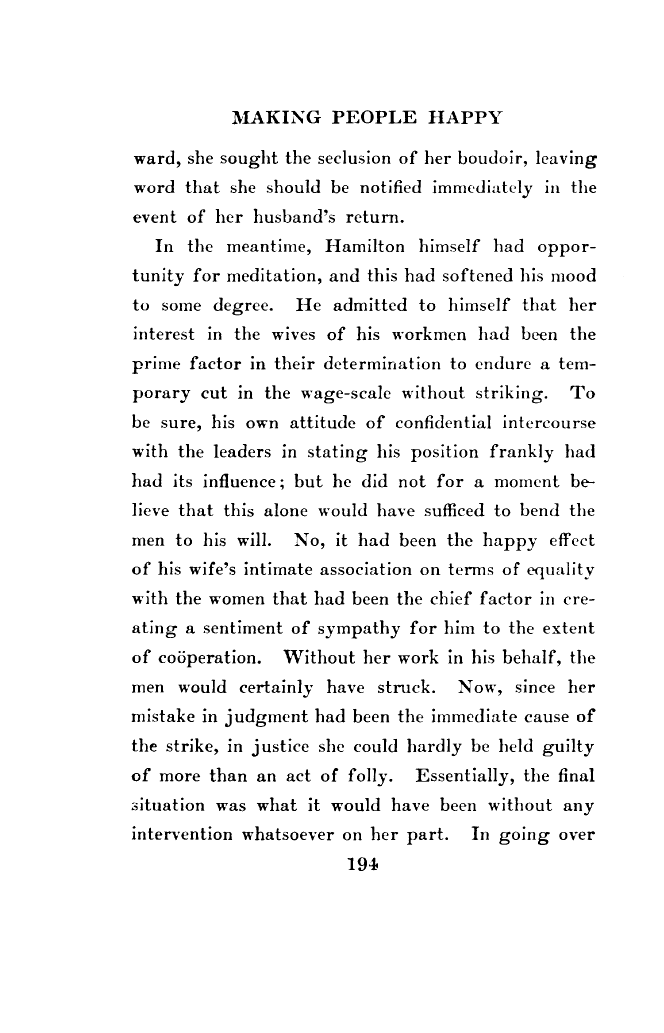 MAKING PEOPLE HAPPY
ward, she sought the seclusion of her boudoir, leaving
word that she should be notified immediately in the
event of her husband's return.
In the meantime, Hamilton himself had oppor-
tunity for meditation, and this had softened his mood
to some degree. He admitted to himself that her
interest in the wives of his workmen had been the
prime factor in their determination to endure a tem-
porary cut in the wage-scale without striking. To
be sure, his own attitude of confidential intercourse
with the leaders in stating his position frankly had
had its influence; but he did not for a moment be-
lieve that this alone would have sufficed to bend the
men to his will. No, it had been the happy effect
of his wife's intimate association on terms of equality
with the women that had been the chief factor in cre-
ating a sentiment of sympathy for him to the extent
of coöperation. Without her work in his behalf, the
men would certainly have struck. Now, since her
mistake in judgment had been the immediate cause of
the strike, in justice she could hardly be held guilty
of more than an act of folly. Essentially, the final
situation was what it would have been without any
intervention whatsoever on her part. In going over
194